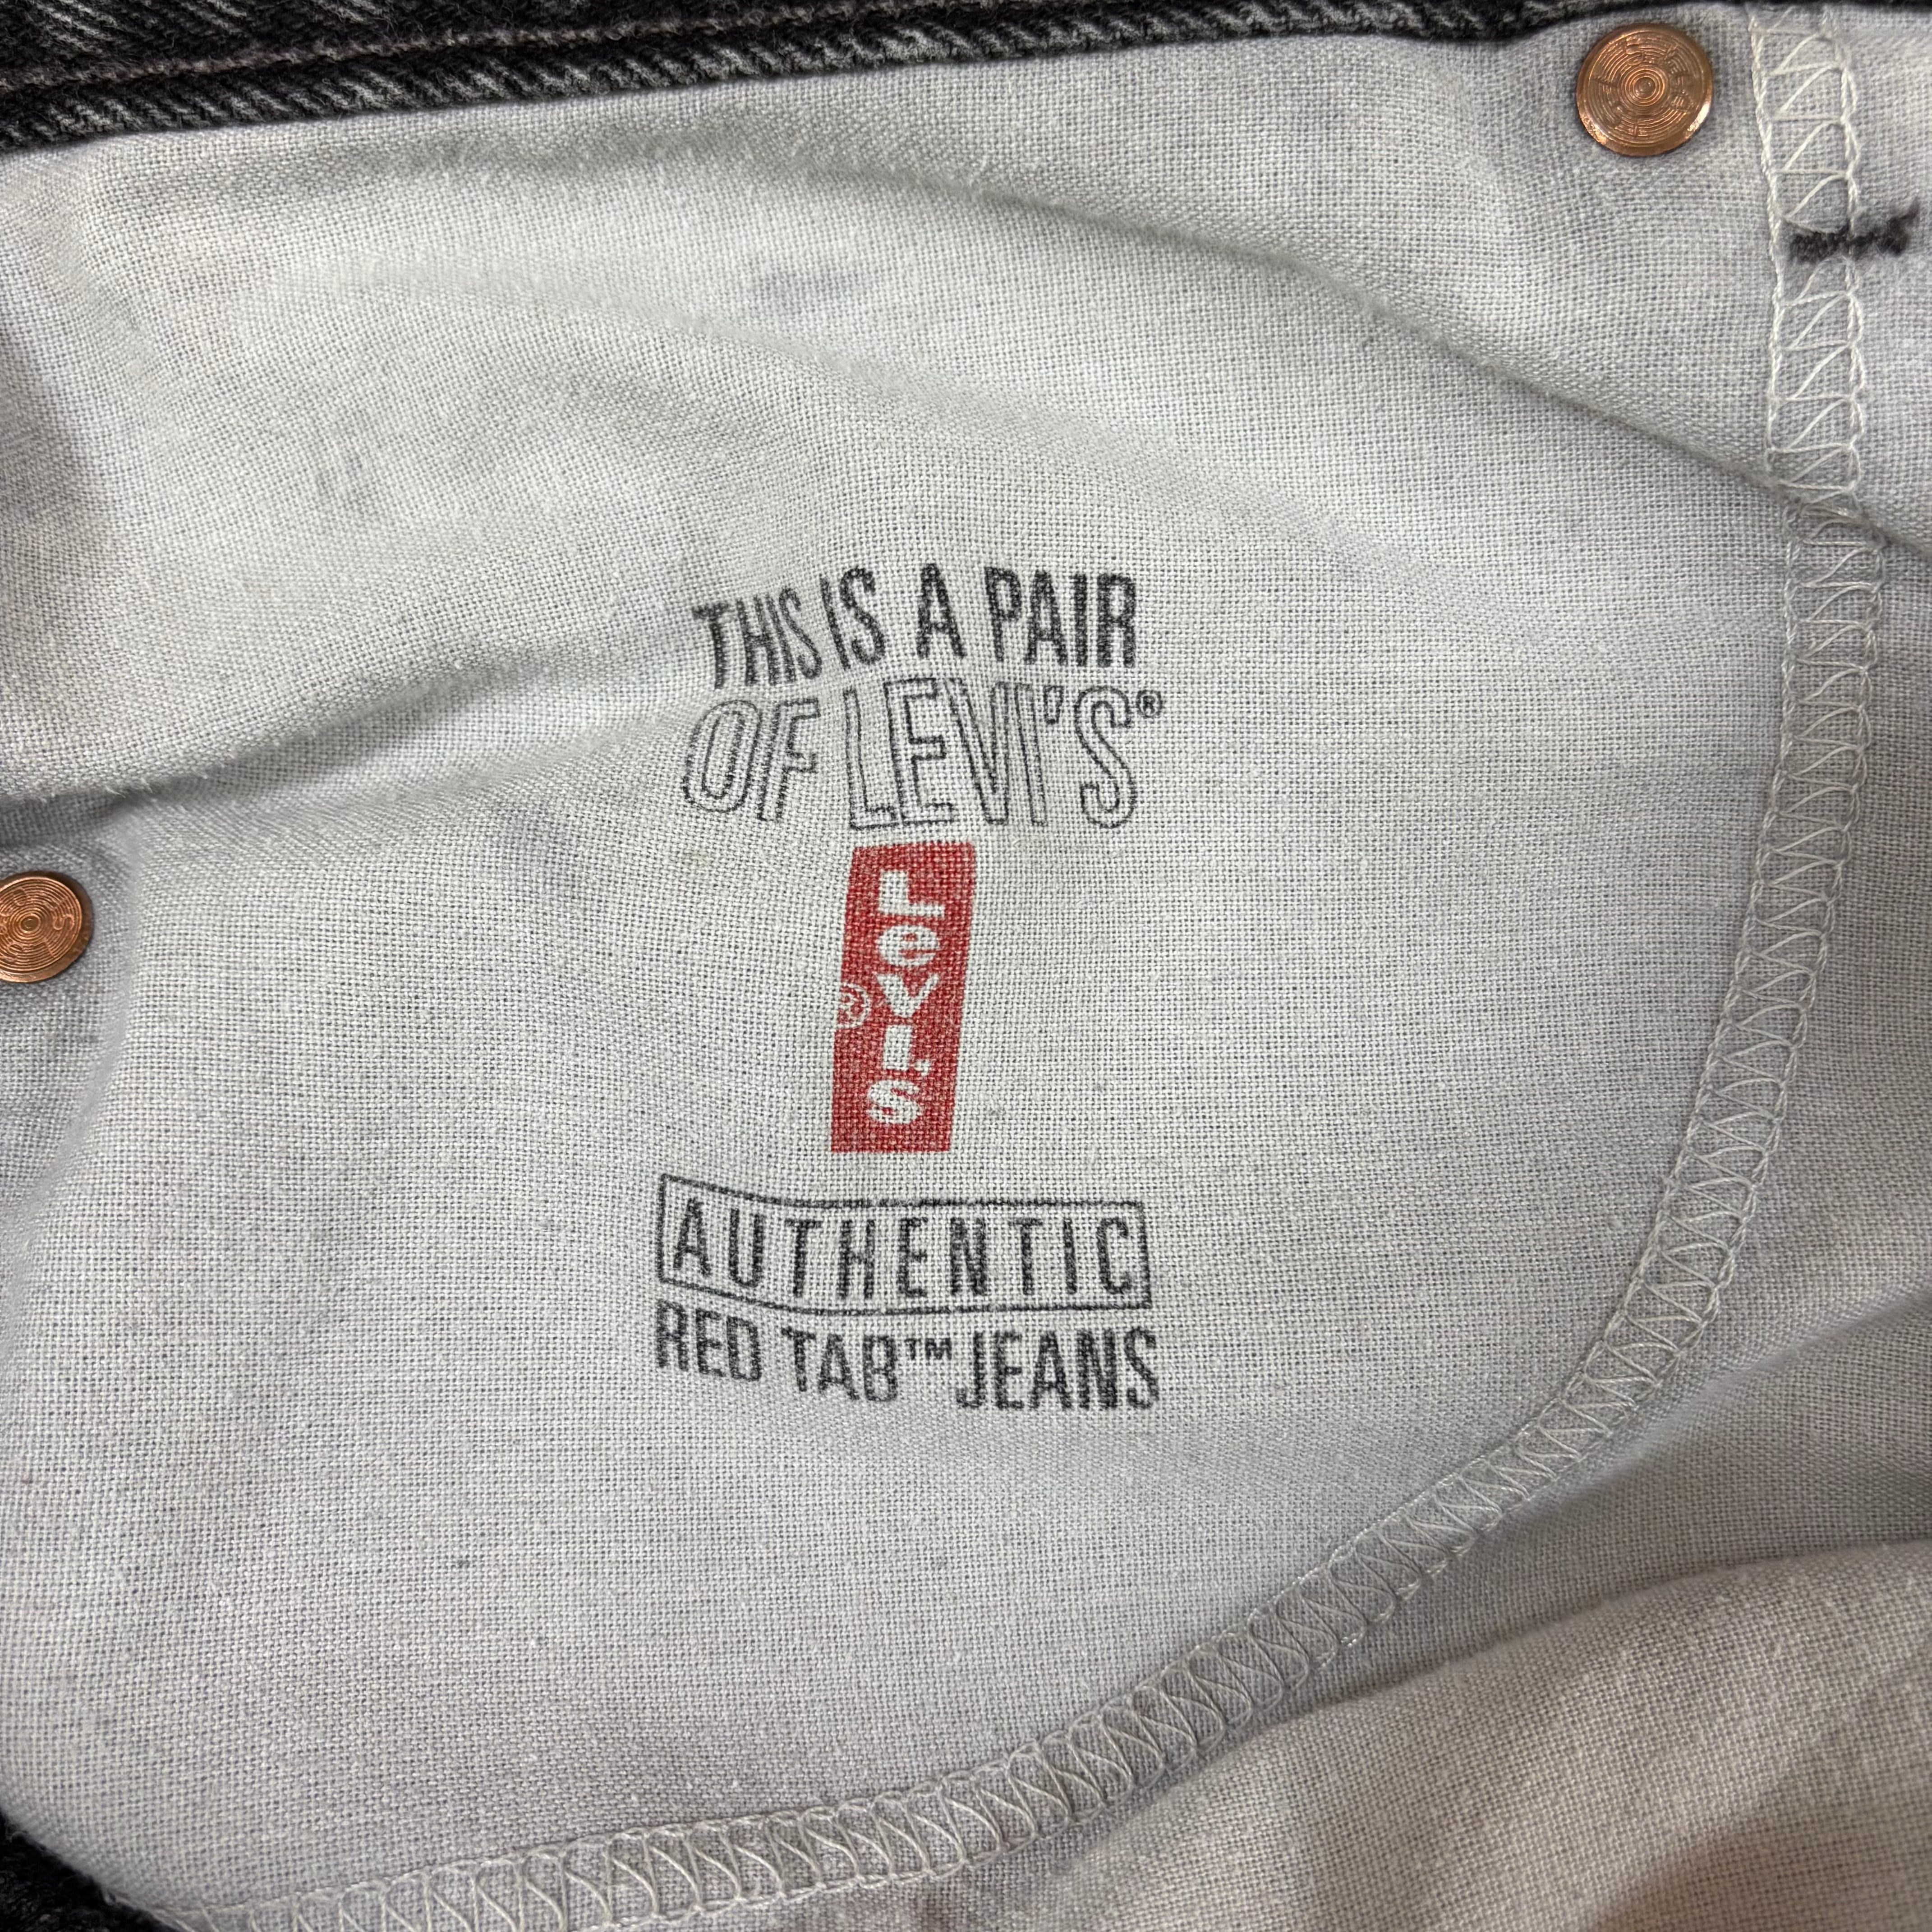 THIS IS A PAIR
OF LEVI'S®
LeVI'S ®
AUTHENTIC
RED TAB™ JEANS